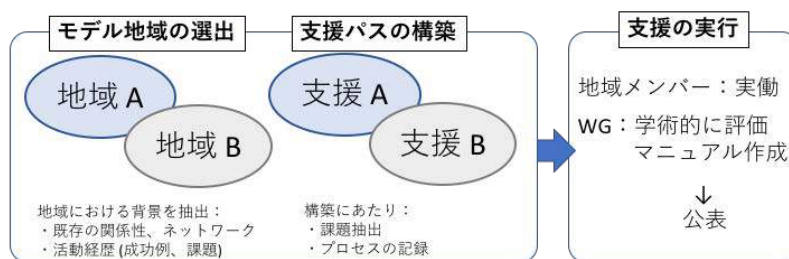 モデル地域の選出
地域 A
地域 B
地域における背景を抽出：
・既存の関係性、ネットワーク
・活動経歴 (成功例、課題)
支援パスの構築
支援 A
支援 B
構築にあたり：
・課題抽出
・プロセスの記録
支援の実行
地域メンバー：実働
WG：学術的に評価
マニュアル作成
↓
公表